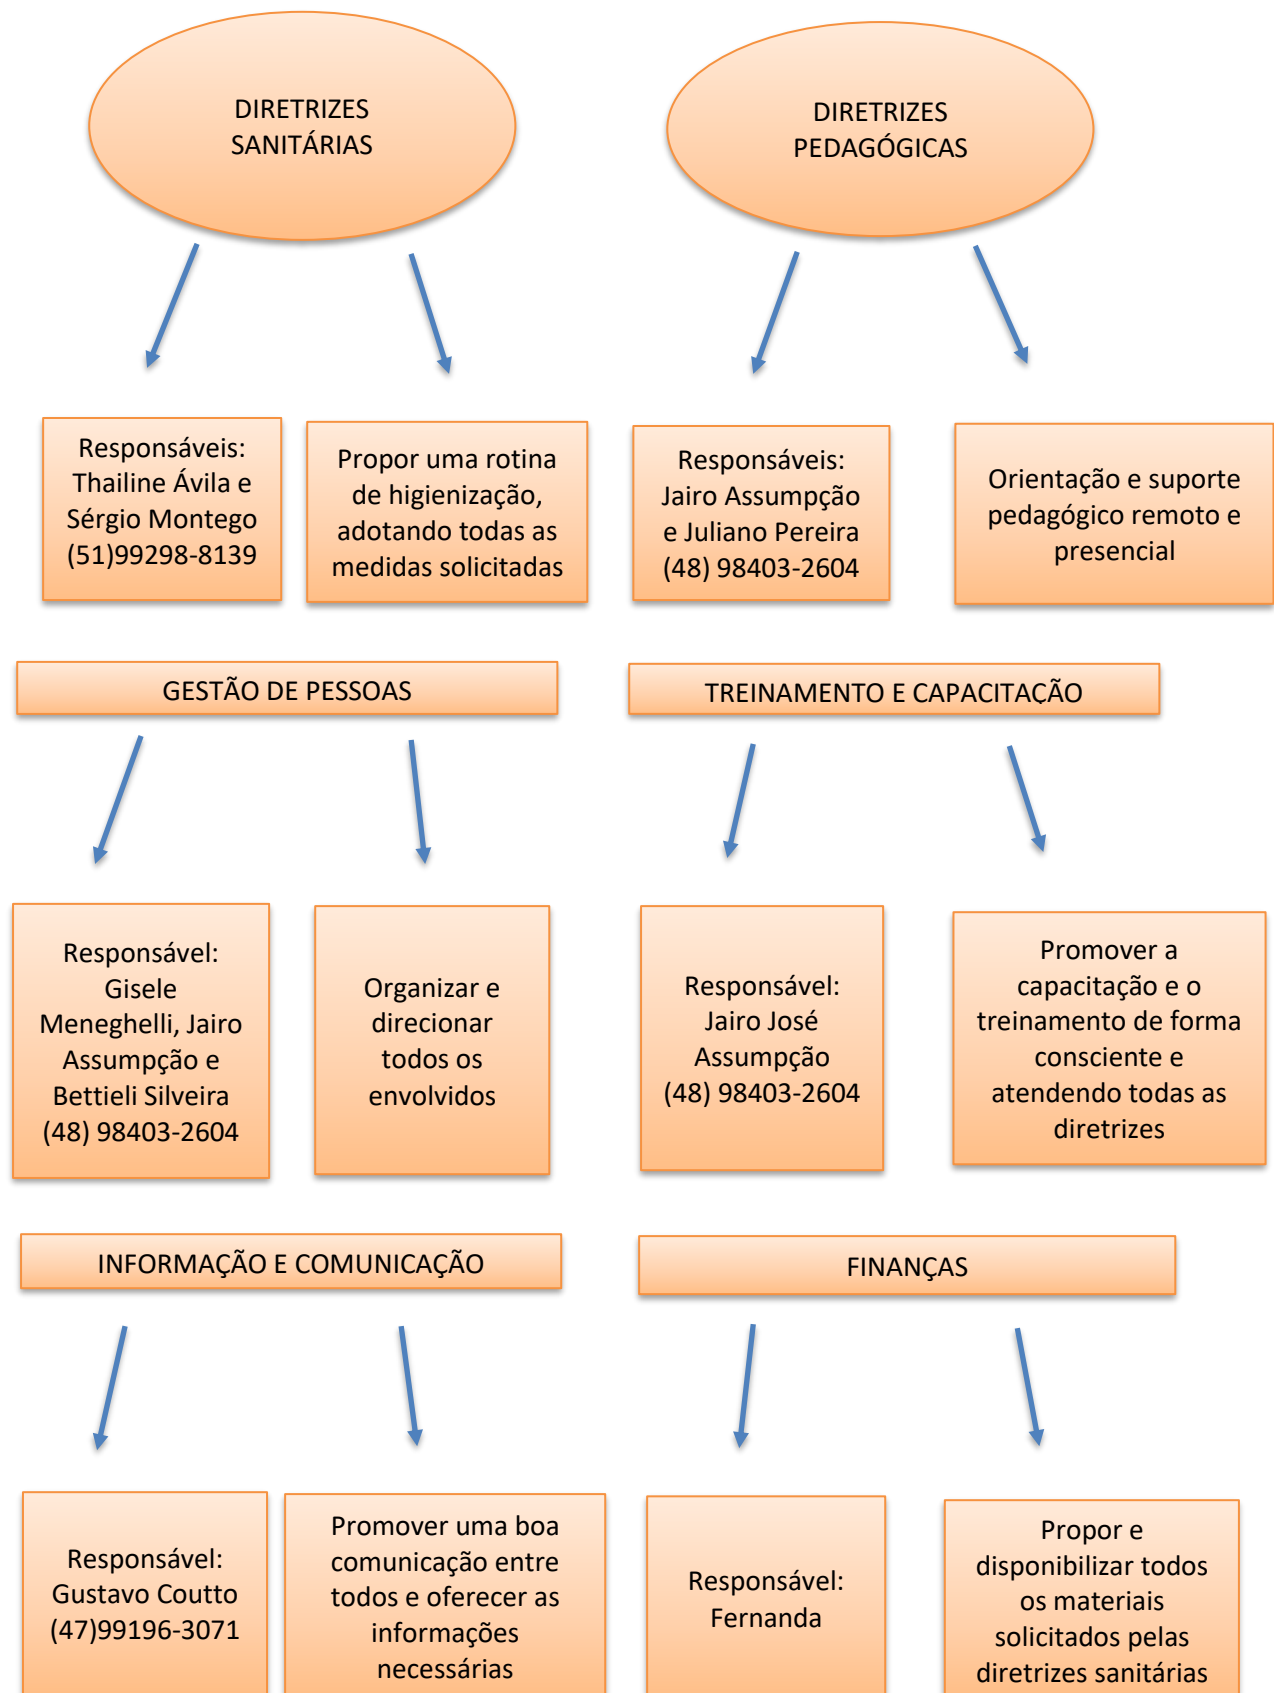 DIRETRIZES
SANITÁRIAS
DIRETRIZES
PEDAGÓGICAS
Responsáveis:
Thailine Ávila e
Sérgio Montego
(51)99298-8139
Propor uma rotina
de higienização,
adotando todas as
medidas solicitadas
Responsáveis:
Jairo Assumpção
e Juliano Pereira
(48) 98403-2604
Orientação e suporte
pedagógico remoto e
presencial
GESTÃO DE PESSOAS
TREINAMENTO E CAPACITAÇÃO
Responsável:
Gisele
Meneghelli, Jairo
Assumpção e
Bettieli Silveira
(48) 98403-2604
Organizar e
direcionar
todos os
envolvidos
Responsável:
Jairo José
Assumpção
(48) 98403-2604
Promover a
capacitação e o
treinamento de forma
consciente e
atendendo todas as
diretrizes
INFORMAÇÃO E COMUNICAÇÃO
FINANÇAS
Responsável:
Gustavo Coutto
(47)99196-3071
Promover uma boa
comunicação entre
todos e oferecer as
informações
necessárias
Responsável:
Fernanda
Propor e
disponibilizar todos
os materiais
solicitados pelas
diretrizes sanitárias